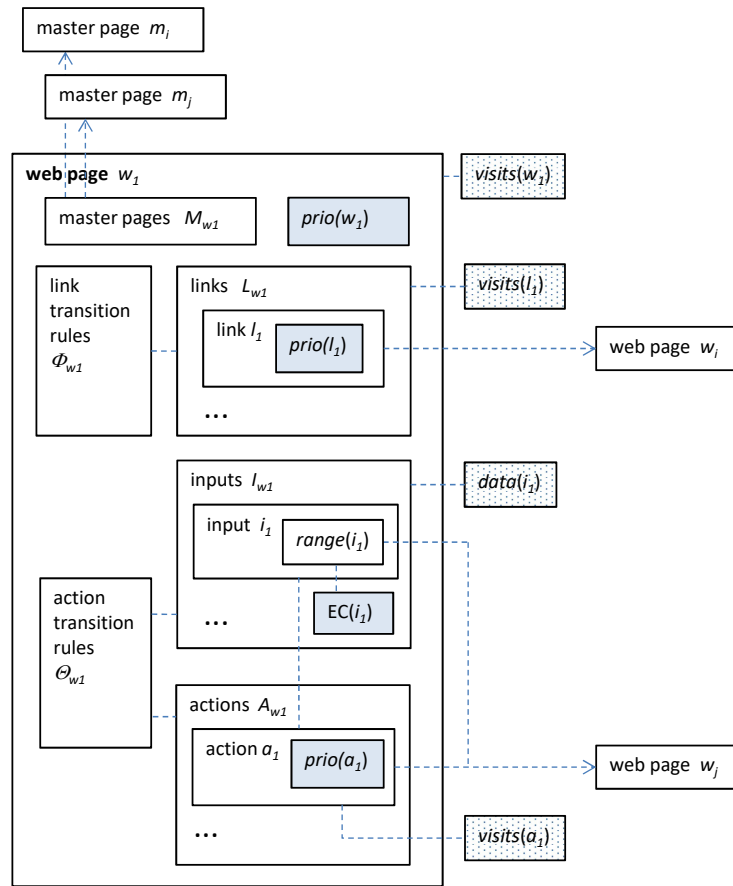 master page m_i
master page m_j
web page w_1
visits(w_1)
master pages M_w1
prio(w_1)
link
transition
rules
Φ_w1
links L_w1
visits(l_1)
link l_1
prio(l_1)
web page w_i
...
inputs I_w1
data(i_1)
input i_1
range(i_1)
action
transition
rules
Θ_w1
...
EC(i_1)
actions A_w1
action a_1
prio(a_1)
web page w_j
...
visits(a_1)